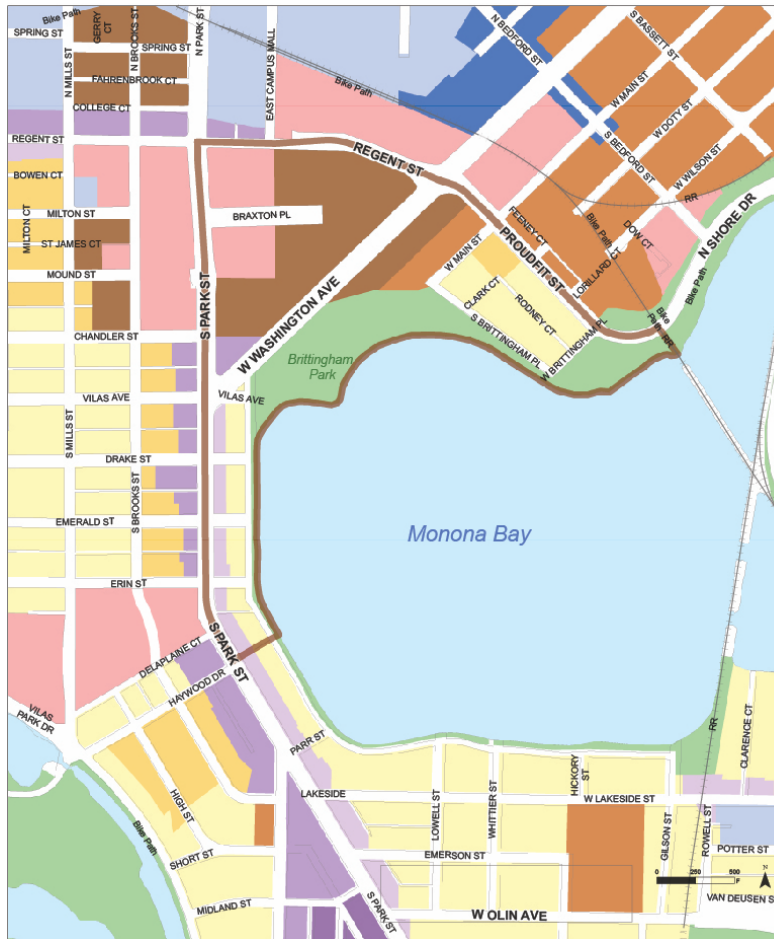 Bike Path
SPRING ST
GERRY CT
N BROOKS ST
N PARK ST
N MILLS ST
SPRING ST
FAHRENBROOK CT
COLLEGE CT
EAST CAMPUS MALL
Bike Path
N BEDFORD ST
S BASSETT ST
W MAIN ST
W DOTY ST
W WILSON ST
S BEDFORD ST
REGENT ST
REGENT ST
BOWEN CT
MILTON CT
MILTON ST
ST JAMES CT
MOUND ST
BRAXTON PL
S PARK ST
W WASHINGTON AVE
PROUDFIT ST
FEENEY CT
Bike Path
RR
DOW CT
LORILLARD CT
N SHORE DR
Bike Path
W MAIN ST
CLARK CT
RODNEY CT
S BRITTINGHAM PL
W BRITTINGHAM PL
Bike
Path
RR
CHANDLER ST
Brittingham
Park
VILAS AVE
VILAS AVE
S MILLS ST
DRAKE ST
S BROOKS ST
EMERALD ST
Monona Bay
ERIN ST
DELAPLAINE CT
S PARK ST
HAYWOOD DR
VILAS
PARK DR
PARR ST
RR
CLARENCE CT
HIGH ST
LAKESIDE
LOWELL ST
WHITTIER ST
HICKORY
ST
W LAKESIDE ST
Bike Path
SHORT ST
EMERSON ST
GILSON ST
ROWELL ST
POTTER ST
MIDLAND ST
S PARK ST
W OLIN AVE
0 250 500
F
N
VAN DEUSEN S